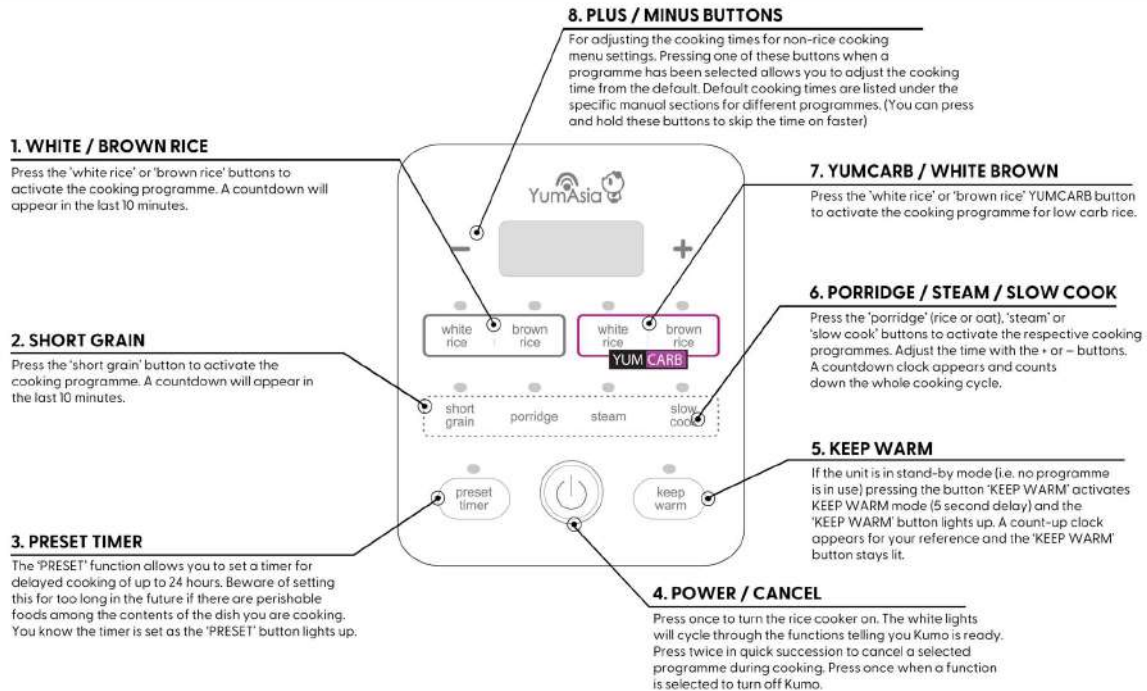 8. PLUS / MINUS BUTTONS
For adjusting the cooking times for non-rice cooking
menu settings. Pressing one of these buttons when a
programme has been selected allows you to adjust the cooking
time from the default. Default cooking times are listed under the
specific manual sections for different programmes. (You can press
and hold these buttons to skip the time on faster)
1. WHITE / BROWN RICE
Press the 'white rice' or 'brown rice' buttons to
activate the cooking programme. A countdown will
appear in the last 10 minutes.
7. YUMCARB / WHITE BROWN
Press the 'white rice' or 'brown rice' YUMCARB button
to activate the cooking programme for low carb rice.
YumAsia
– +
white
rice
brown
rice
white
rice
brown
rice
YUM CARB
2. SHORT GRAIN
Press the 'short grain' button to activate the
cooking programme. A countdown will appear in
the last 10 minutes.
6. PORRIDGE / STEAM / SLOW COOK
Press the 'porridge' (rice or oat), 'steam' or
'slow cook' buttons to activate the respective cooking
programmes. Adjust the time with the + or – buttons.
A countdown clock appears and counts
down the whole cooking cycle.
short
grain
porridge
steam
slow
cook
5. KEEP WARM
If the unit is in stand-by mode (i.e. no programme
is in use) pressing the button 'KEEP WARM' activates
KEEP WARM mode (5 second delay) and the
'KEEP WARM' button lights up. A count-up clock
appears for your reference and the 'KEEP WARM'
button stays lit.
preset
timer
keep
warm
3. PRESET TIMER
The 'PRESET' function allows you to set a timer for
delayed cooking of up to 24 hours. Beware of setting
this for too long in the future if there are perishable
foods among the contents of the dish you are cooking.
You know the timer is set as the 'PRESET' button lights up.
4. POWER / CANCEL
Press once to turn the rice cooker on. The white lights
will cycle through the functions telling you Kumo is ready.
Press twice in quick succession to cancel a selected
programme during cooking. Press once when a function
is selected to turn off Kumo.